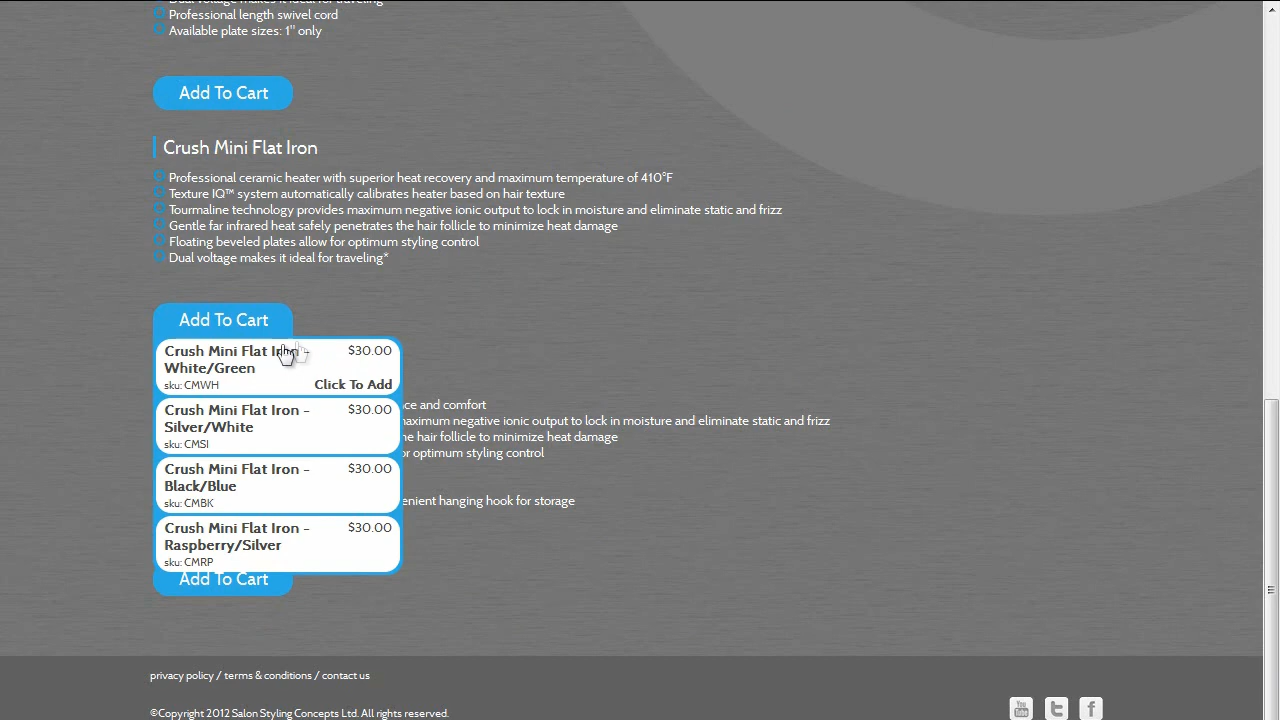 Dual voltage makes it ideal for traveling
Professional length swivel cord
Available plate sizes: 1" only
Add To Cart
Crush Mini Flat Iron
Professional ceramic heater with superior heat recovery and maximum temperature of 410°F
Texture IQ™ system automatically calibrates heater based on hair texture
Tourmaline technology provides maximum negative ionic output to lock in moisture and eliminate static and frizz
Gentle far infrared heat safely penetrates the hair follicle to minimize heat damage
Floating beveled plates allow for optimum styling control
Dual voltage makes it ideal for traveling*
Add To Cart
Crush Mini Flat Iron – $30.00
White/Green
sku: CMWH Click To Add
and comfort
Crush Mini Flat Iron – $30.00
negative ionic output to lock in moisture and eliminate static and frizz
Silver/White
hair follicle to minimize heat damage
sku: CMSI
optimum styling control
Crush Mini Flat Iron – $30.00
Black/Blue
sku: CMBK
hanging hook for storage
Crush Mini Flat Iron – $30.00
Raspberry/Silver
sku: CMRP
Add To Cart
privacy policy / terms & conditions / contact us
©Copyright 2012 Salon Styling Concepts Ltd. All rights reserved.
You
Tube
t
f